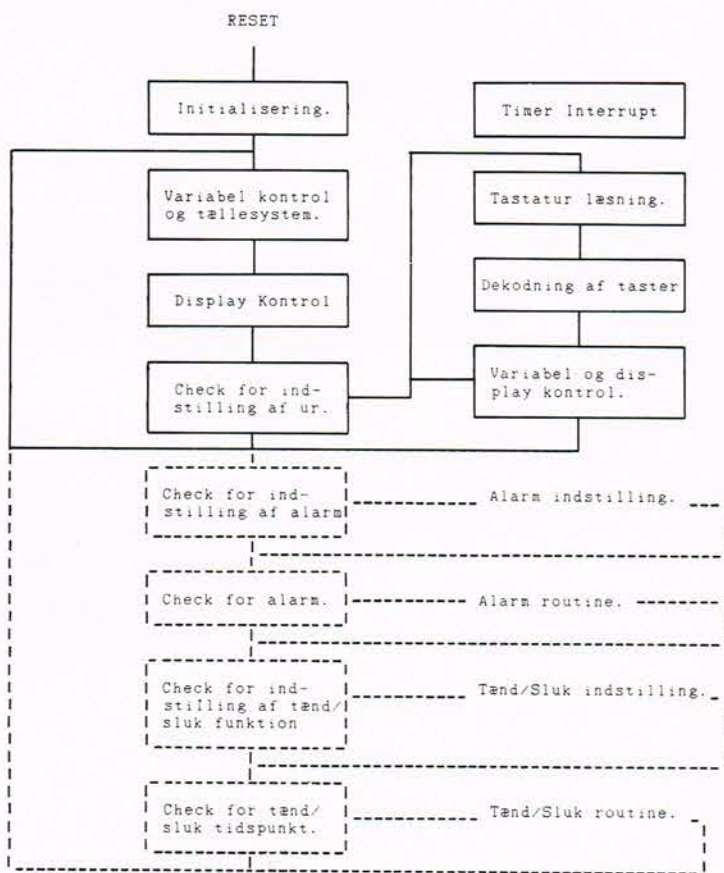 RESET
Initialisering.
Timer Interrupt
Variabel kontrol
og tællesystem.
Tastatur læsning.
Display Kontrol
Dekodning af taster
Check for ind-
stilling af ur.
Variabel og dis-
play kontrol.
Check for ind-
stilling af alarm
Alarm indstilling.
Check for alarm.
Alarm routine.
Check for ind-
stilling af tænd/
sluk funktion
Tænd/Sluk indstilling.
Check for tænd/
sluk tidspunkt.
Tænd/Sluk routine.